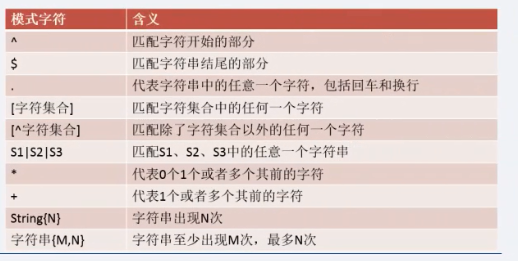 模式字符 含义
^ 匹配字符开始的部分
$ 匹配字符串结尾的部分
. 代表字符串中的任意一个字符，包括回车和换行
[字符集合] 匹配字符集合中的任何一个字符
[^字符集合] 匹配除了字符集合以外的任何一个字符
S1|S2|S3 匹配S1、S2、S3中的任意一个字符串
* 代表0个1个或者多个其前的字符
+ 代表1个或者多个其前的字符
String{N} 字符串出现N次
字符串{M,N} 字符串至少出现M次，最多N次